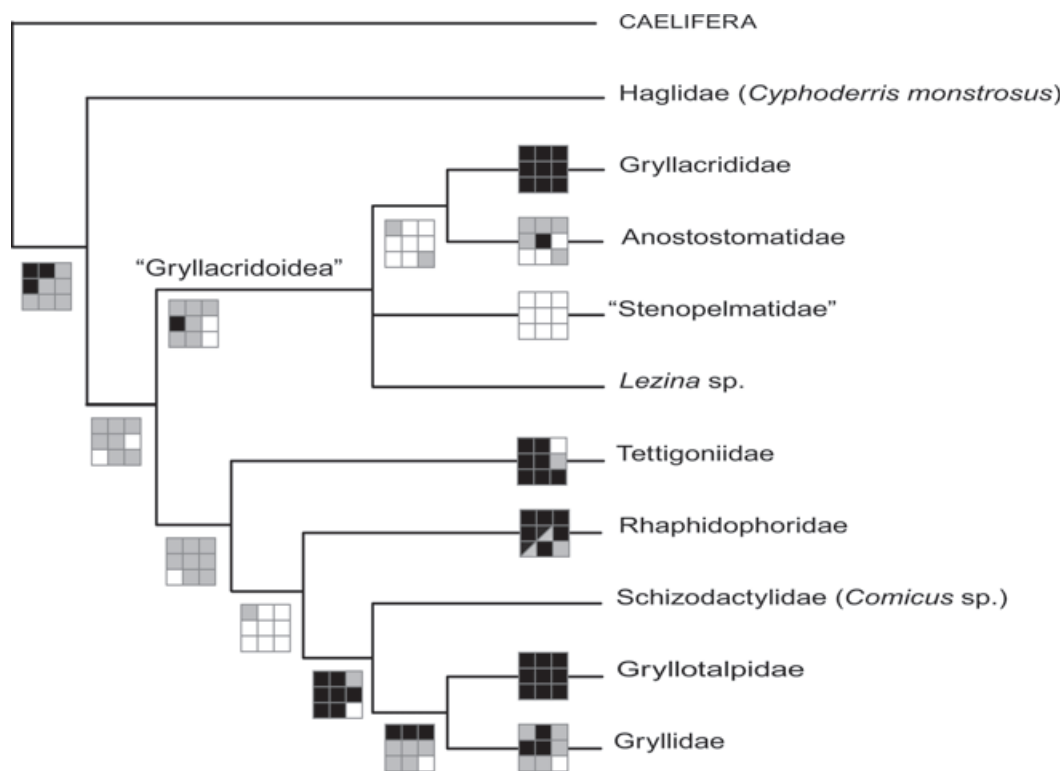 CAELIFERA
Haglidae (Cyphoderris monstrosus)
Gryllacrididae
Anostostomatidae
“Gryllacridoidea”
“Stenopelmatidae”
Lezina sp.
Tettigoniidae
Rhaphidophoridae
Schizodactylidae (Comicus sp.)
Gryllotalpidae
Gryllidae